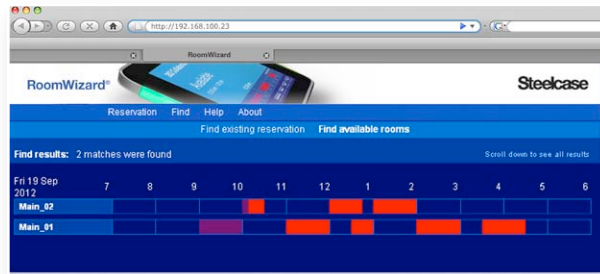 http://192.168.100.23
RoomWizard
RoomWizard®
Available
Steelcase
Reservation Find Help About
Find existing reservation Find available rooms
Find results: 2 matches were found
Scroll down to see all results
Fri 19 Sep
2012
7 8 9 10 11 12 1 2 3 4 5 6
Main_02
Main_01